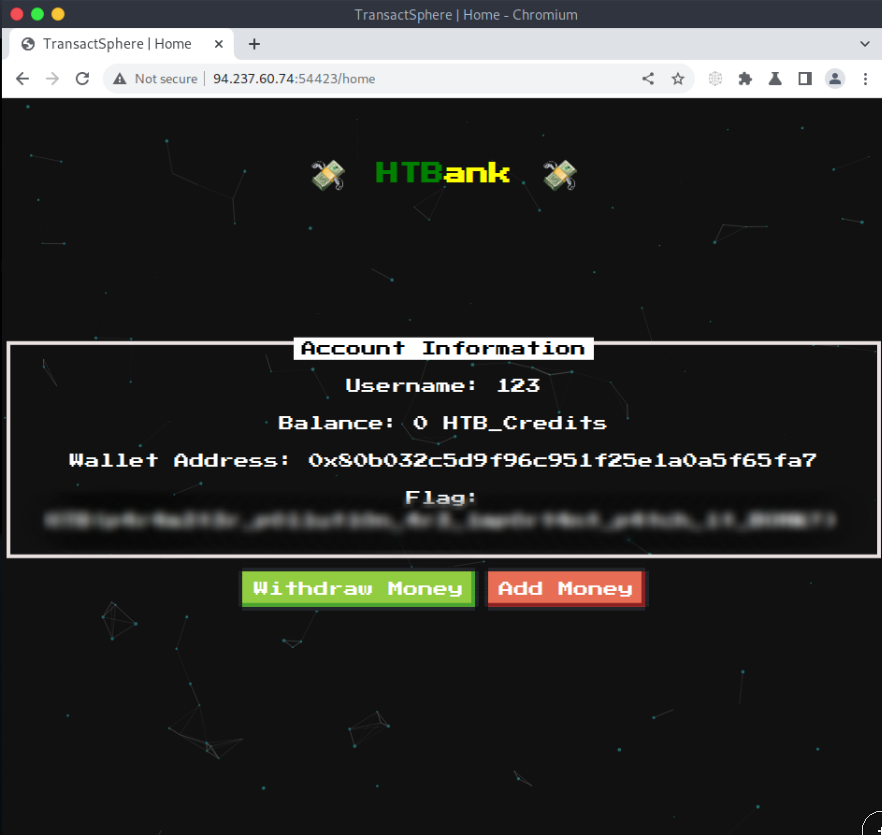 TransactSphere | Home - Chromium
TransactSphere | Home
Not secure 94.237.60.74:54423/home
HTBank
Account Information
Username: 123
Balance: 0 HTB_Credits
Wallet Address: 0x80b032c5d9f96c951f25e1a0a5f65fa7
Flag:
Withdraw Money Add Money